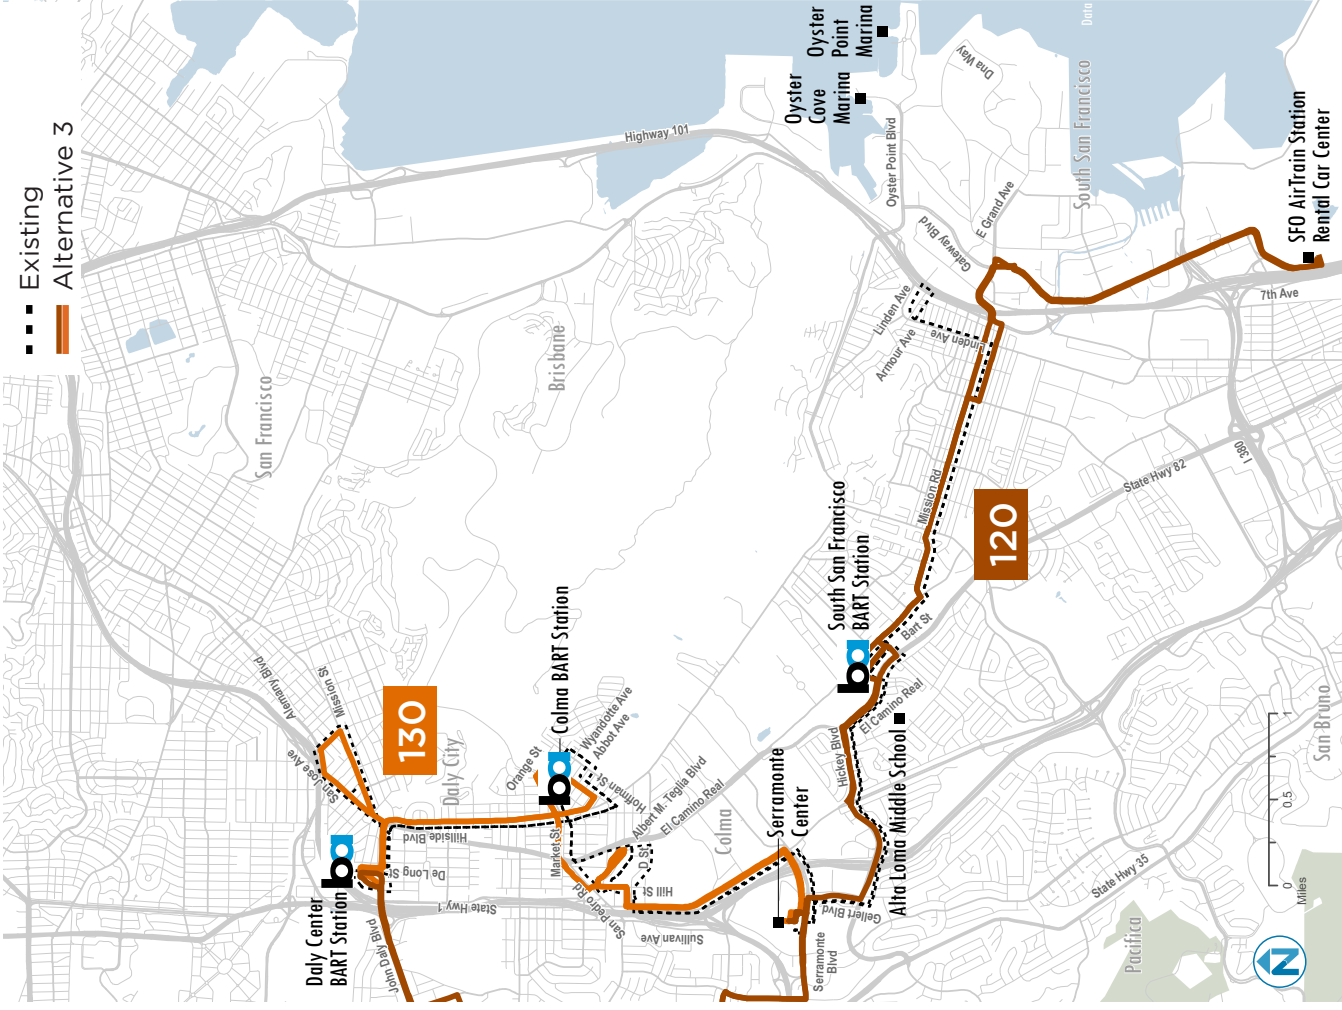 Existing
Alternative 3
San Francisco
Brisbane
Highway 101
Oyster
Cove
Marina
Oyster
Point
Marina
Dna Way
Data
Oyster Point Blvd
South San Francisco
E Grand Ave
Gateway Blvd
SFO AirTrain Station
Rental Car Center
7th Ave
Linden Ave
Armour Ave
Linden Ave
I 380
State Hwy 82
Mission Rd
120
South San Francisco
BART Station
ba
Bart St
El Camino Real
Hickey Blvd
Alta Loma Middle School
Alemany Blvd
Mission St
San Jose Ave
130
Daly City
Colma BART Station
ba
Orange St
Wyandotte Ave
Abbot Ave
Hoffman St
Albert M. Teglia Blvd
El Camino Real
Colma
Serramonte
Center
Daly Center
BART Station
ba
Hillside Blvd
De Long St
State Hwy 1
John Daly Blvd
Market St
San Pedro Rd
D St
Hill St
Sullivan Ave
Gellert Blvd
Serramonte
Blvd
State Hwy 35
Pacifica
San Bruno
0
0.5
1
Miles
N